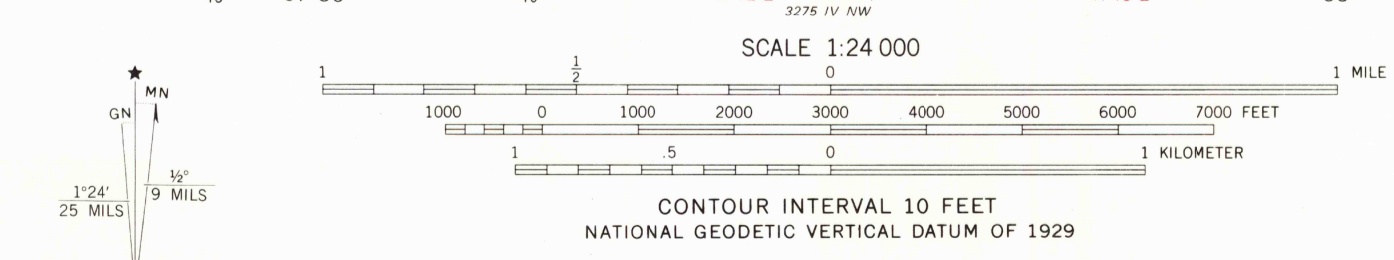 3275 IV NW
SCALE 1:24 000
1 1/2 0 1 MILE
1000 0 1000 2000 3000 4000 5000 6000 7000 FEET
1 .5 0 1 KILOMETER
CONTOUR INTERVAL 10 FEET
NATIONAL GEODETIC VERTICAL DATUM OF 1929
★
MN
GN
1°24′
25 MILS
½°
9 MILS